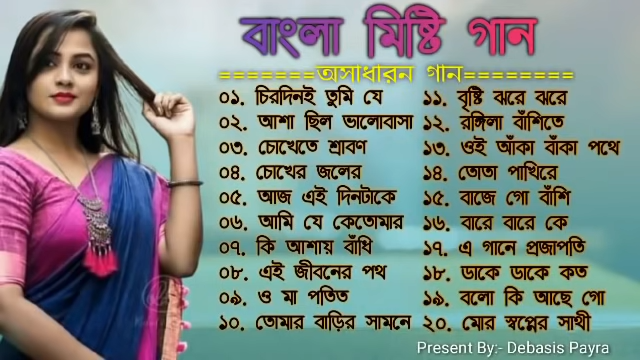 বাংলা মিষ্টি গান
=======অসাধারন গান========
০১. চিরদিনই তুমি যে
০২. আশা ছিল ভালোবাসা
০৩. চোখেতে শ্রাবণ
০৪. চোখের জলের
০৫. আজ এই দিনটাকে
০৬. আমি যে কেতোমার
০৭. কি আশায় বাঁধি
০৮. এই জীবনের পথ
০৯. ও মা পতিত
১০. তোমার বাড়ির সামনে
১১. বৃষ্টি ঝরে ঝরে
১২. রঙ্গিলা বাঁশিতে
১৩. ওই আঁকা বাঁকা পথে
১৪. তোতা পাখিরে
১৫. বাজে গো বাঁশি
১৬. বারে বারে কে
১৭. এ গানে প্রজাপতি
১৮. ডাকে ডাকে কত
১৯. বলো কি আছে গো
২০. মোর স্বপ্নের সাথী
Present By:- Debasis Payra